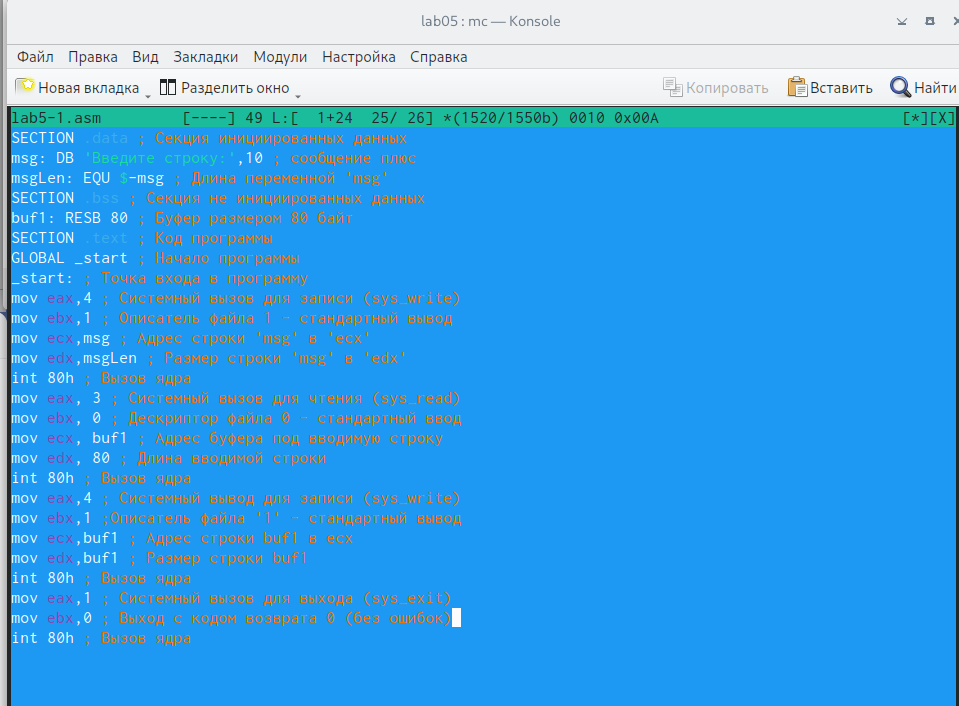 lab05 : mc — Konsole
Файл Правка Вид Закладки Модули Настройка Справка
Новая вкладка Разделить окно Копировать Вставить Найти
lab5-1.asm [----] 49 L:[ 1+24 25/ 26] *(1520/1550b) 0010 0x00A [*][X]
SECTION .data ; Секция инициированных данных
msg: DB 'Введите строку:',10 ; сообщение плюс
msgLen: EQU $-msg ; Длина переменной 'msg'
SECTION .bss ; Секция не инициированных данных
buf1: RESB 80 ; Буфер размером 80 байт
SECTION .text ; Код программы
GLOBAL _start ; Начало программы
_start: ; Точка входа в программу
mov eax,4 ; Системный вызов для записи (sys_write)
mov ebx,1 ; Описатель файла 1 - стандартный вывод
mov ecx,msg ; Адрес строки 'msg' в 'ecx'
mov edx,msgLen ; Размер строки 'msg' в 'edx'
int 80h ; Вызов ядра
mov eax, 3 ; Системный вызов для чтения (sys_read)
mov ebx, 0 ; Дескриптор файла 0 - стандартный ввод
mov ecx, buf1 ; Адрес буфера под вводимую строку
mov edx, 80 ; Длина вводимой строки
int 80h ; Вызов ядра
mov eax,4 ; Системный вывод для записи (sys_write)
mov ebx,1 ;Описатель файла '1' - стандартный вывод
mov ecx,buf1 ; Адрес строки buf1 в ecx
mov edx,buf1 ; Размер строки buf1
int 80h ; Вызов ядра
mov eax,1 ; Системный вызов для выхода (sys_exit)
mov ebx,0 ; Выход с кодом возврата 0 (без ошибок)
int 80h ; Вызов ядра